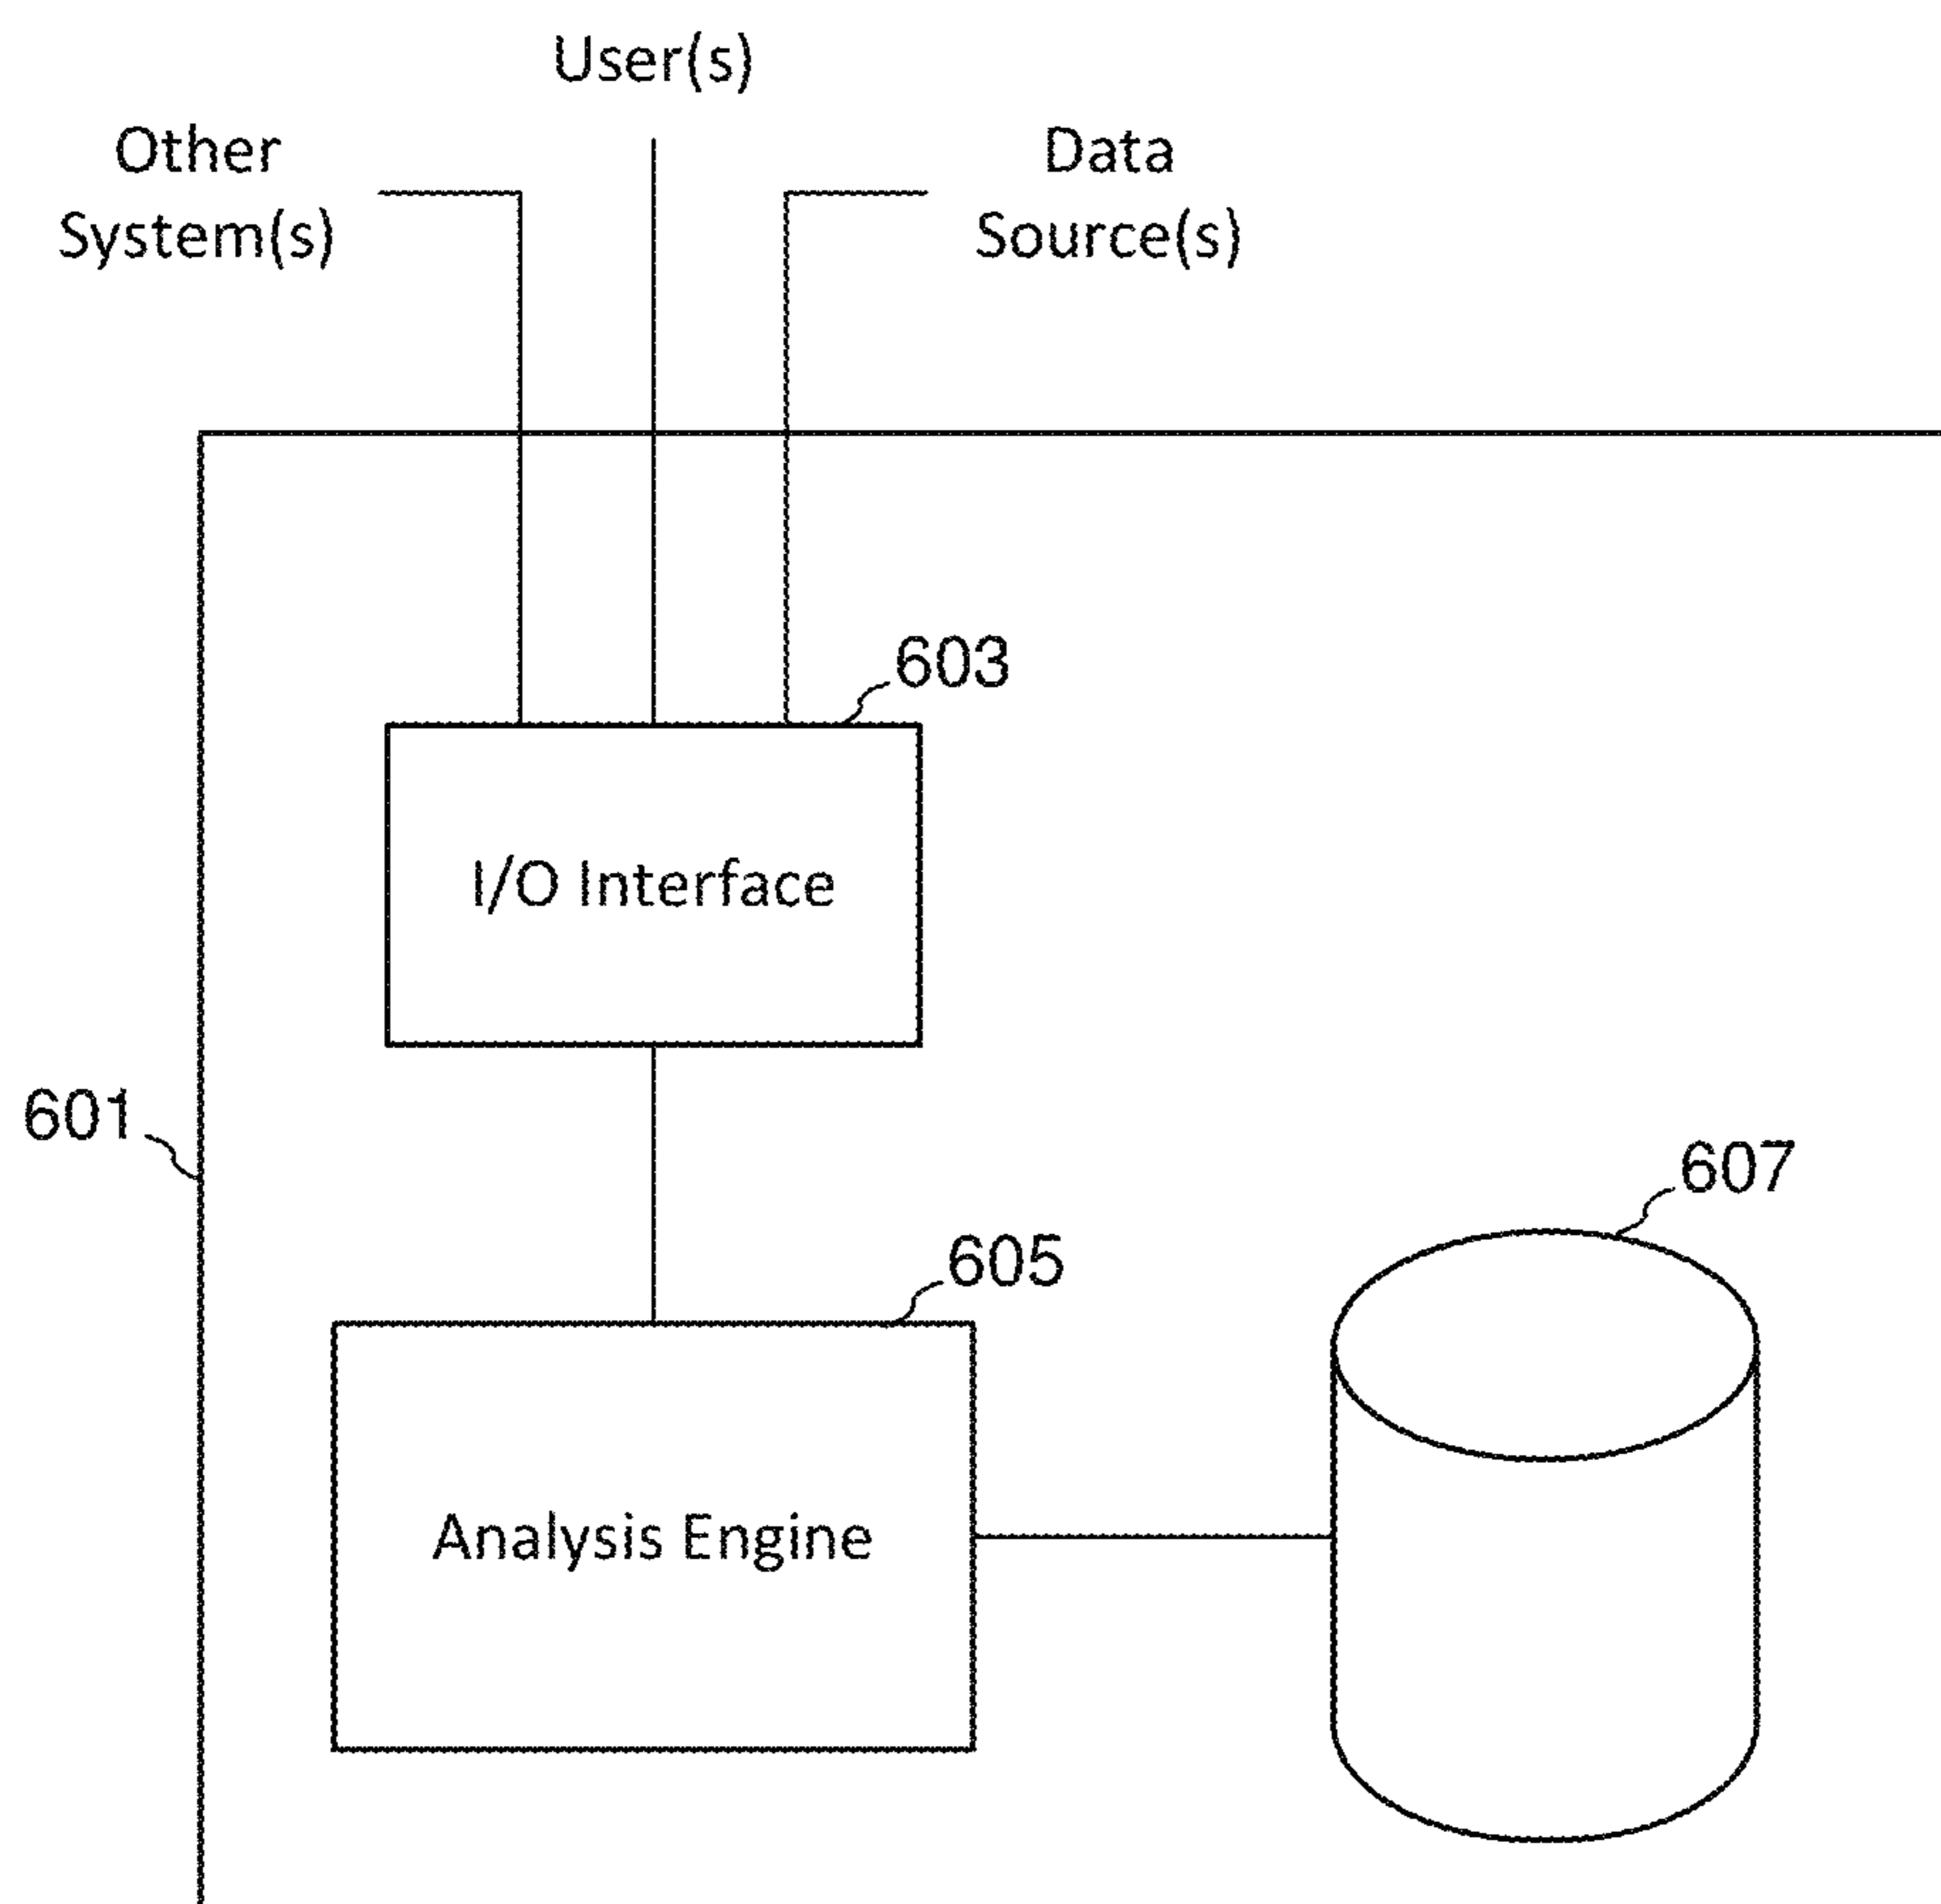 User(s)
Other
System(s)
Data
Source(s)
603
I/O Interface
601
607
605
Analysis Engine